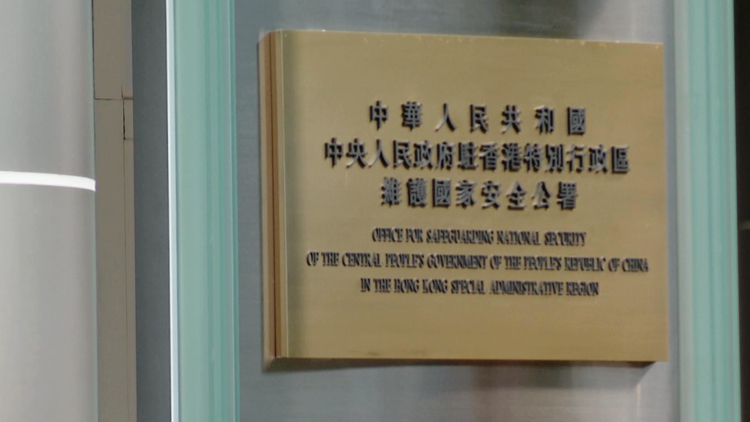 中華人民共和國
中央人民政府駐香港特別行政區
維護國家安全公署
OFFICE FOR SAFEGUARDING NATIONAL SECURITY
OF THE CENTRAL PEOPLE'S GOVERNMENT OF THE PEOPLE'S REPUBLIC OF CHINA
IN THE HONG KONG SPECIAL ADMINISTRATIVE REGION